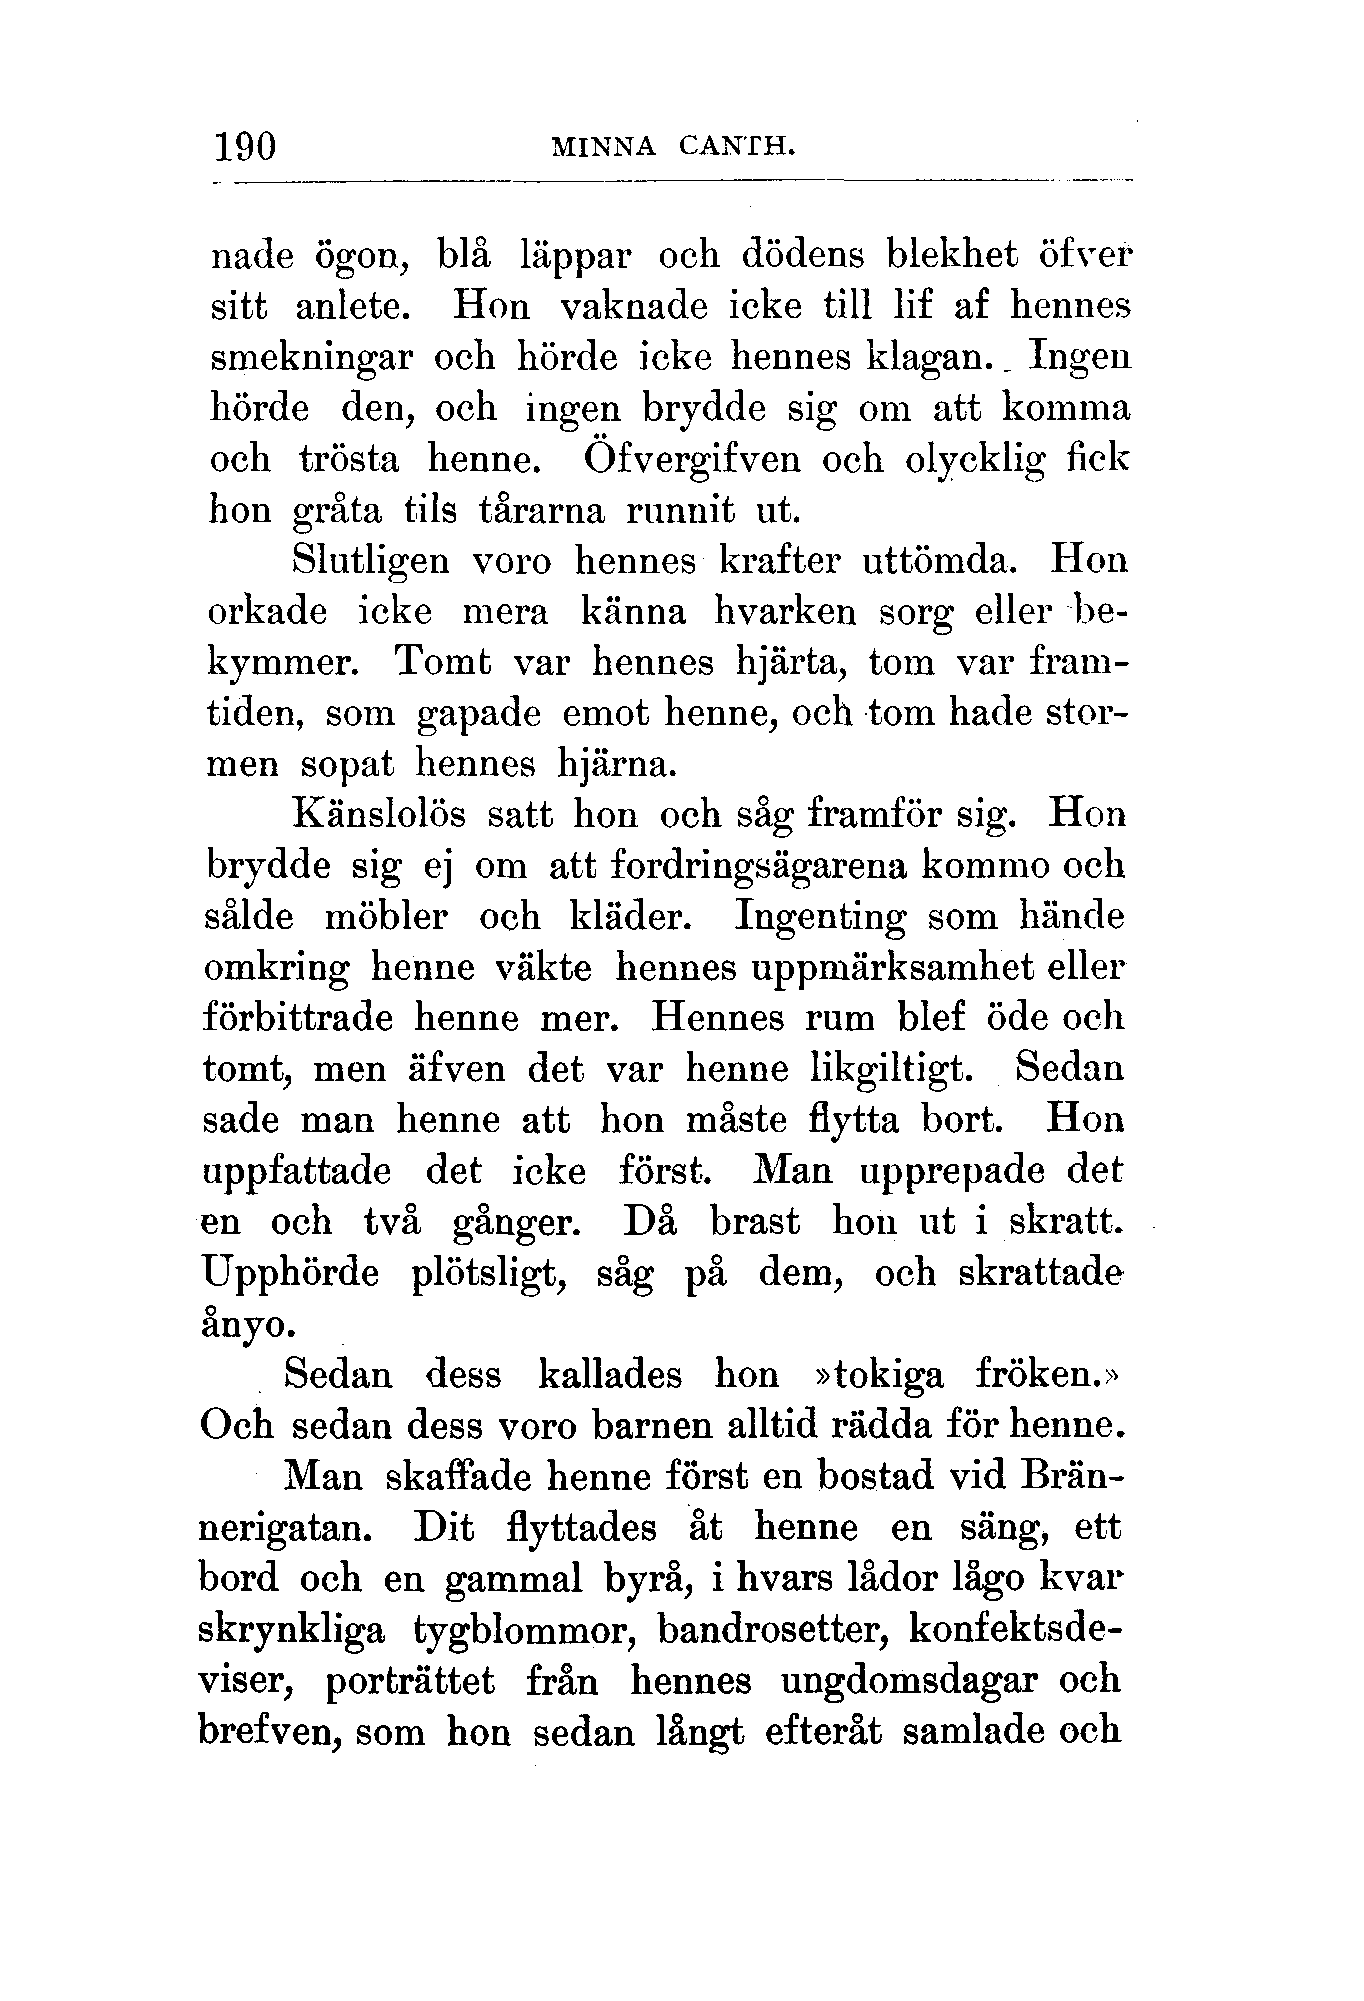 190 MINNA CANTH.
nade ögon, blå läppar och dödens blekhet öfver
sitt anlete. Hon vaknade icke till lif af hennes
smekningar och hörde icke hennes klagan. Ingen
hörde den, och ingen brydde sig om att komma
och trösta henne. Öfvergifven och olycklig fick
hon gråta tils tårarna runnit ut.
Slutligen voro hennes krafter uttömda. Hon
orkade icke mera känna hvarken sorg eller be-
kymmer. Tomt var hennes hjärta, tom var fram-
tiden, som gapade emot henne, och tom hade stor-
men sopat hennes hjärna.
Känslolös satt hon och såg framför sig. Hon
brydde sig ej om att fordringsägarena kommo och
sålde möbler och kläder. Ingenting som hände
omkring henne väkte hennes uppmärksamhet eller
förbittrade henne mer. Hennes rum blef öde och
tomt, men äfven det var henne likgiltigt. Sedan
sade man henne att hon måste flytta bort. Hon
uppfattade det icke först. Man upprepade det
en och två gånger. Då brast hon ut i skratt.
Upphörde plötsligt, såg på dem, och skrattade
ånyo.
Sedan dess kallades hon »tokiga fröken.»
Och sedan dess voro barnen alltid rädda för henne.
Man skaffade henne först en bostad vid Brän-
nerigatan. Dit flyttades åt henne en säng, ett
bord och en gammal byrå, i hvars lådor lågo kvar
skrynkliga tygblommor, bandrosetter, konfektsde-
viser, porträttet från hennes ungdomsdagar och
brefven, som hon sedan långt efteråt samlade och